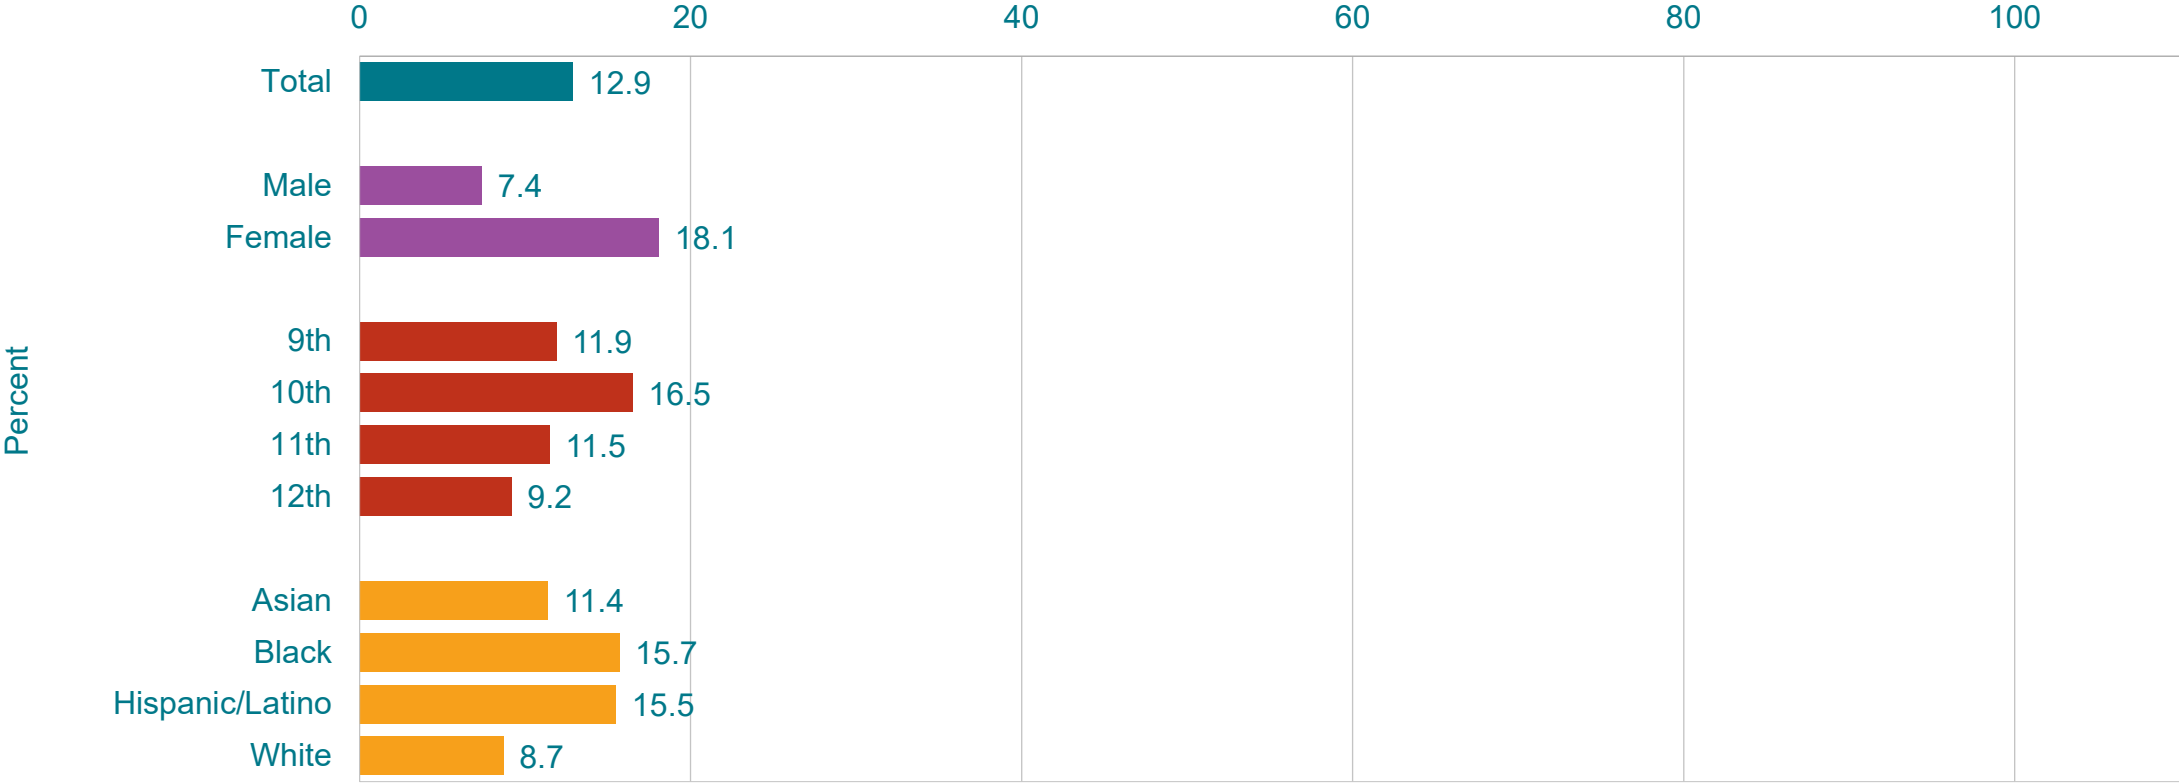 0 20 40 60 80 100
Total 12.9
Male 7.4
Female 18.1
Percent
9th 11.9
10th 16.5
11th 11.5
12th 9.2
Asian 11.4
Black 15.7
Hispanic/Latino 15.5
White 8.7